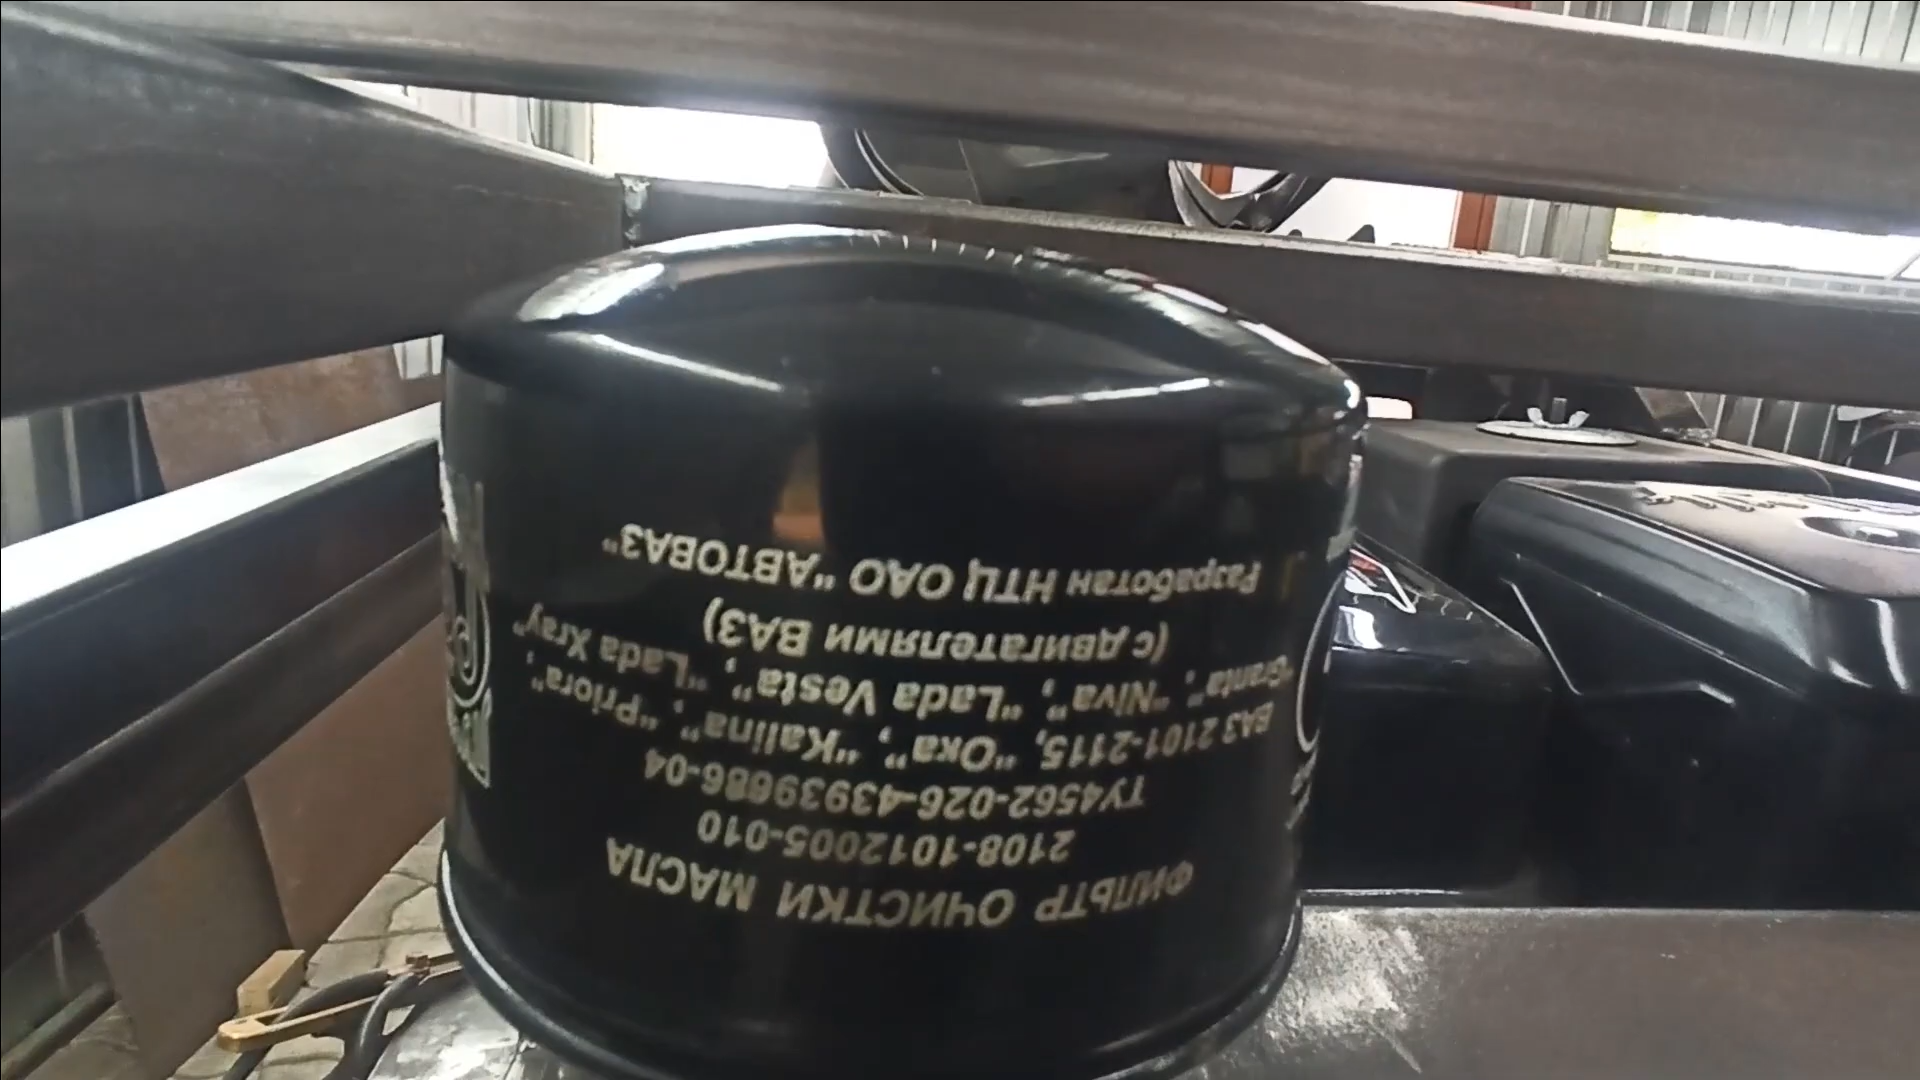 ФИЛЬТР ОЧИСТКИ МАСЛА
2108-1012005-010
ТУ4562-026-43939686-04
ВАЗ 2101-2115, "Ока", "Kalina", "Priora",
"Granta", "Niva", "Lada Vesta", "Lada Xray"
(с двигателями ВАЗ)
Разработан НТЦ ОАО "АВТОВАЗ"